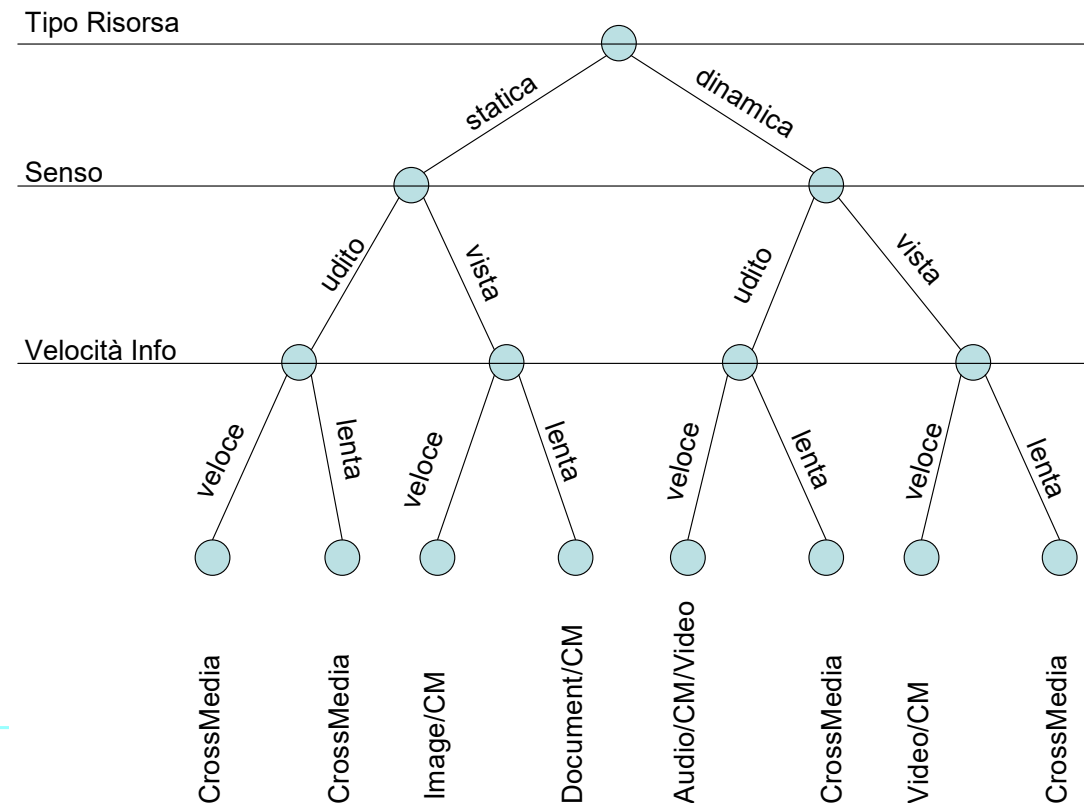 Tipo Risorsa
statica
dinamica
Senso
udito
vista
udito
vista
Velocità Info
veloce
lenta
veloce
lenta
veloce
lenta
veloce
lenta
CrossMedia
CrossMedia
Image/CM
Document/CM
Audio/CM/Video
CrossMedia
Video/CM
CrossMedia